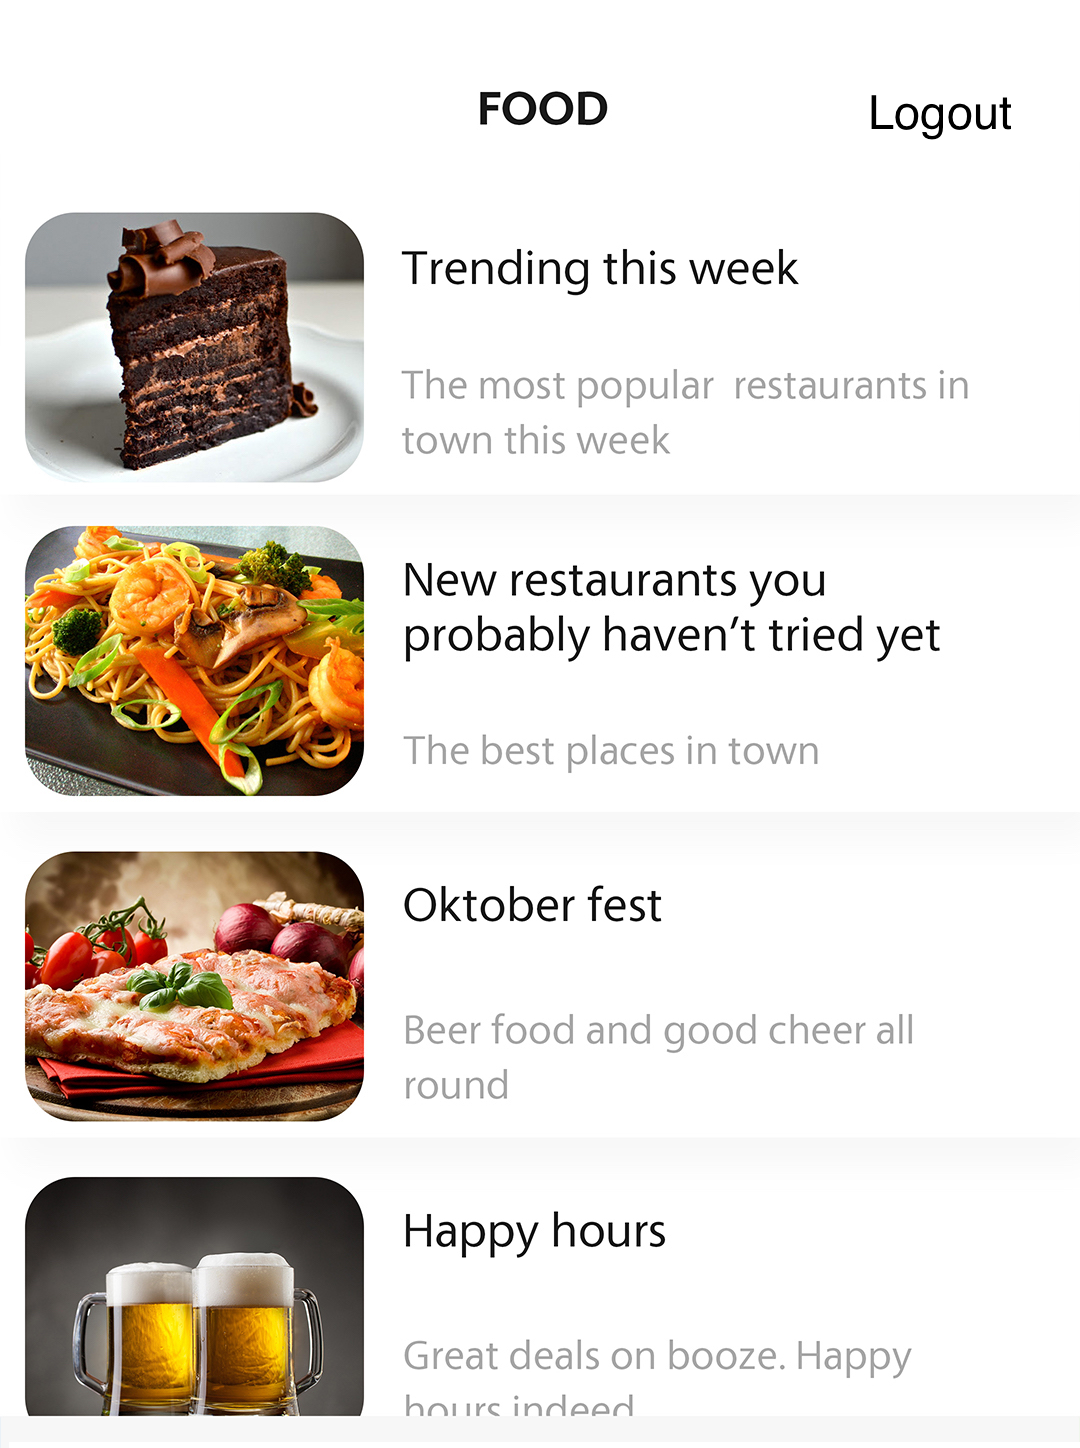 FOOD
Logout
Trending this week
The most popular  restaurants in
town this week
New restaurants you
probably haven’t tried yet
The best places in town
Oktober fest
Beer food and good cheer all
round
Happy hours
Great deals on booze. Happy
hours indeed